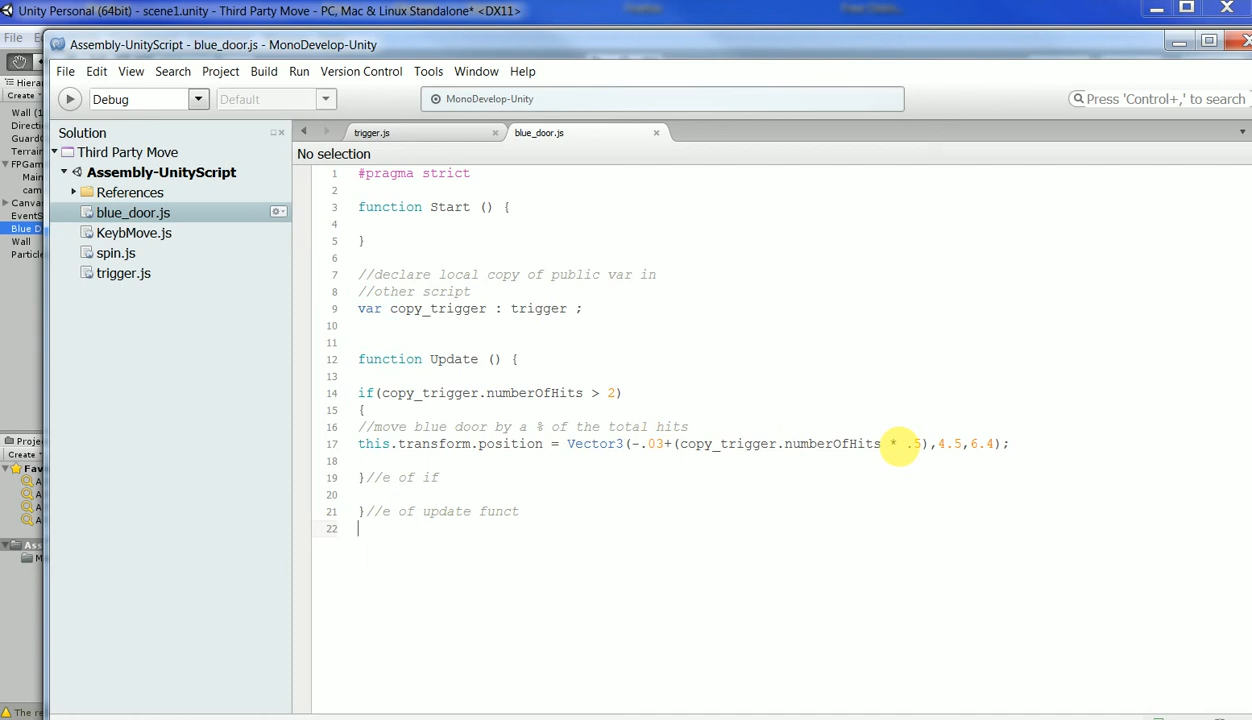 Unity Personal (64bit) - scene1.unity - Third Party Move - PC, Mac & Linux Standalone* <DX11>
File
Assembly-UnityScript - blue_door.js - MonoDevelop-Unity
File Edit View Search Project Build Run Version Control Tools Window Help
Debug
Default
MonoDevelop-Unity
Press 'Control+,' to search
Hierar
Create
Wall (1
Directi
Guard
Terrain
FPGam
Main
cam
Canvas
EventS
Blue D
Wall
Particle
Projec
Create
Fav
A
A
A
A
Ass
M
The re
Solution
Third Party Move
Assembly-UnityScript
References
blue_door.js
KeybMove.js
spin.js
trigger.js
trigger.js
blue_door.js
No selection
1 #pragma strict
2
3 function Start () {
4
5 }
6
7 //declare local copy of public var in
8 //other script
9 var copy_trigger : trigger ;
10
11
12 function Update () {
13
14 if(copy_trigger.numberOfHits > 2)
15 {
16 //move blue door by a % of the total hits
17 this.transform.position = Vector3(-.03+(copy_trigger.numberOfHits * .5),4.5,6.4);
18
19 }//e of if
20
21 }//e of update funct
22